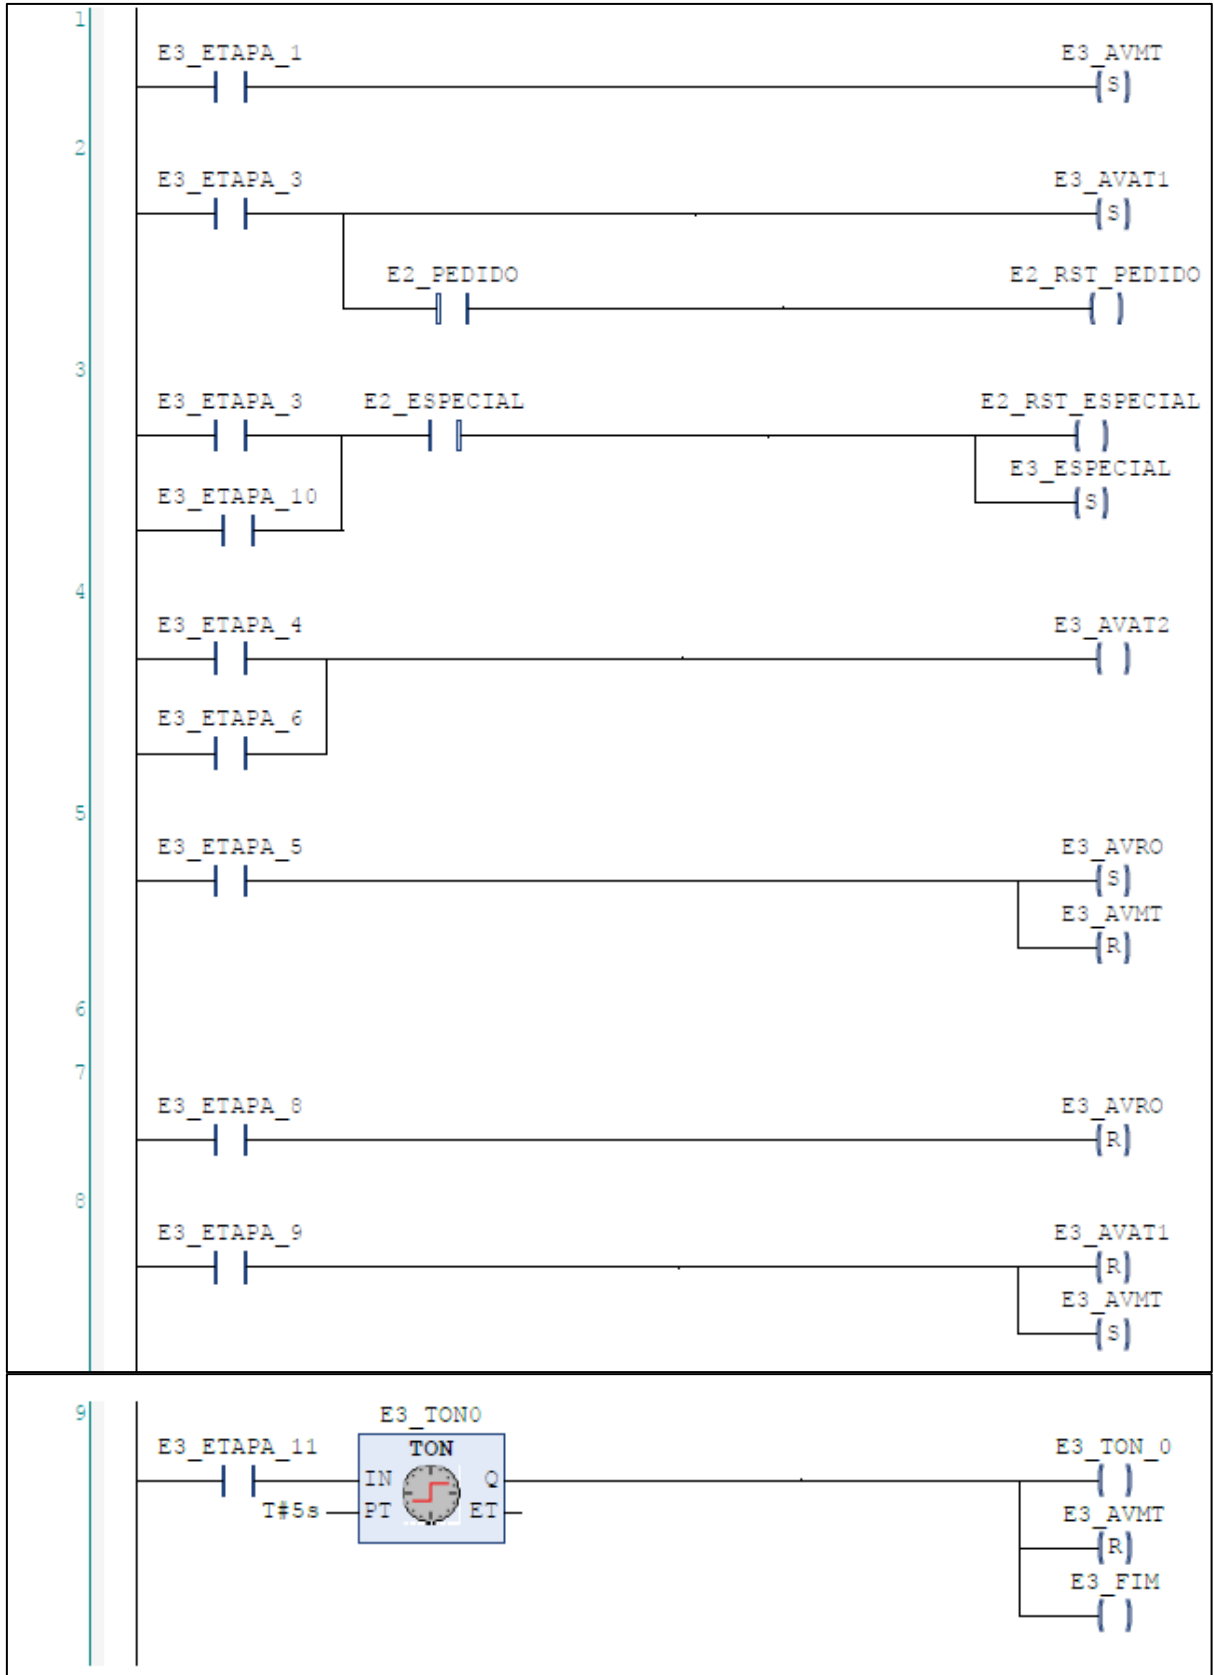 1
E3_ETAPA_1 E3_AVMT
S
2
E3_ETAPA_3 E3_AVAT1
S
E2_PEDIDO E2_RST_PEDIDO
3
E3_ETAPA_3 E2_ESPECIAL E2_RST_ESPECIAL
E3_ESPECIAL
E3_ETAPA_10 S
4
E3_ETAPA_4 E3_AVAT2
E3_ETAPA_6
5
E3_ETAPA_5 E3_AVRO
S
E3_AVMT
R
6
7
E3_ETAPA_8 E3_AVRO
R
8
E3_ETAPA_9 E3_AVAT1
R
E3_AVMT
S
9
E3_TON0
E3_ETAPA_11 TON E3_TON_0
IN Q
T#5s PT ET
E3_AVMT
R
E3_FIM